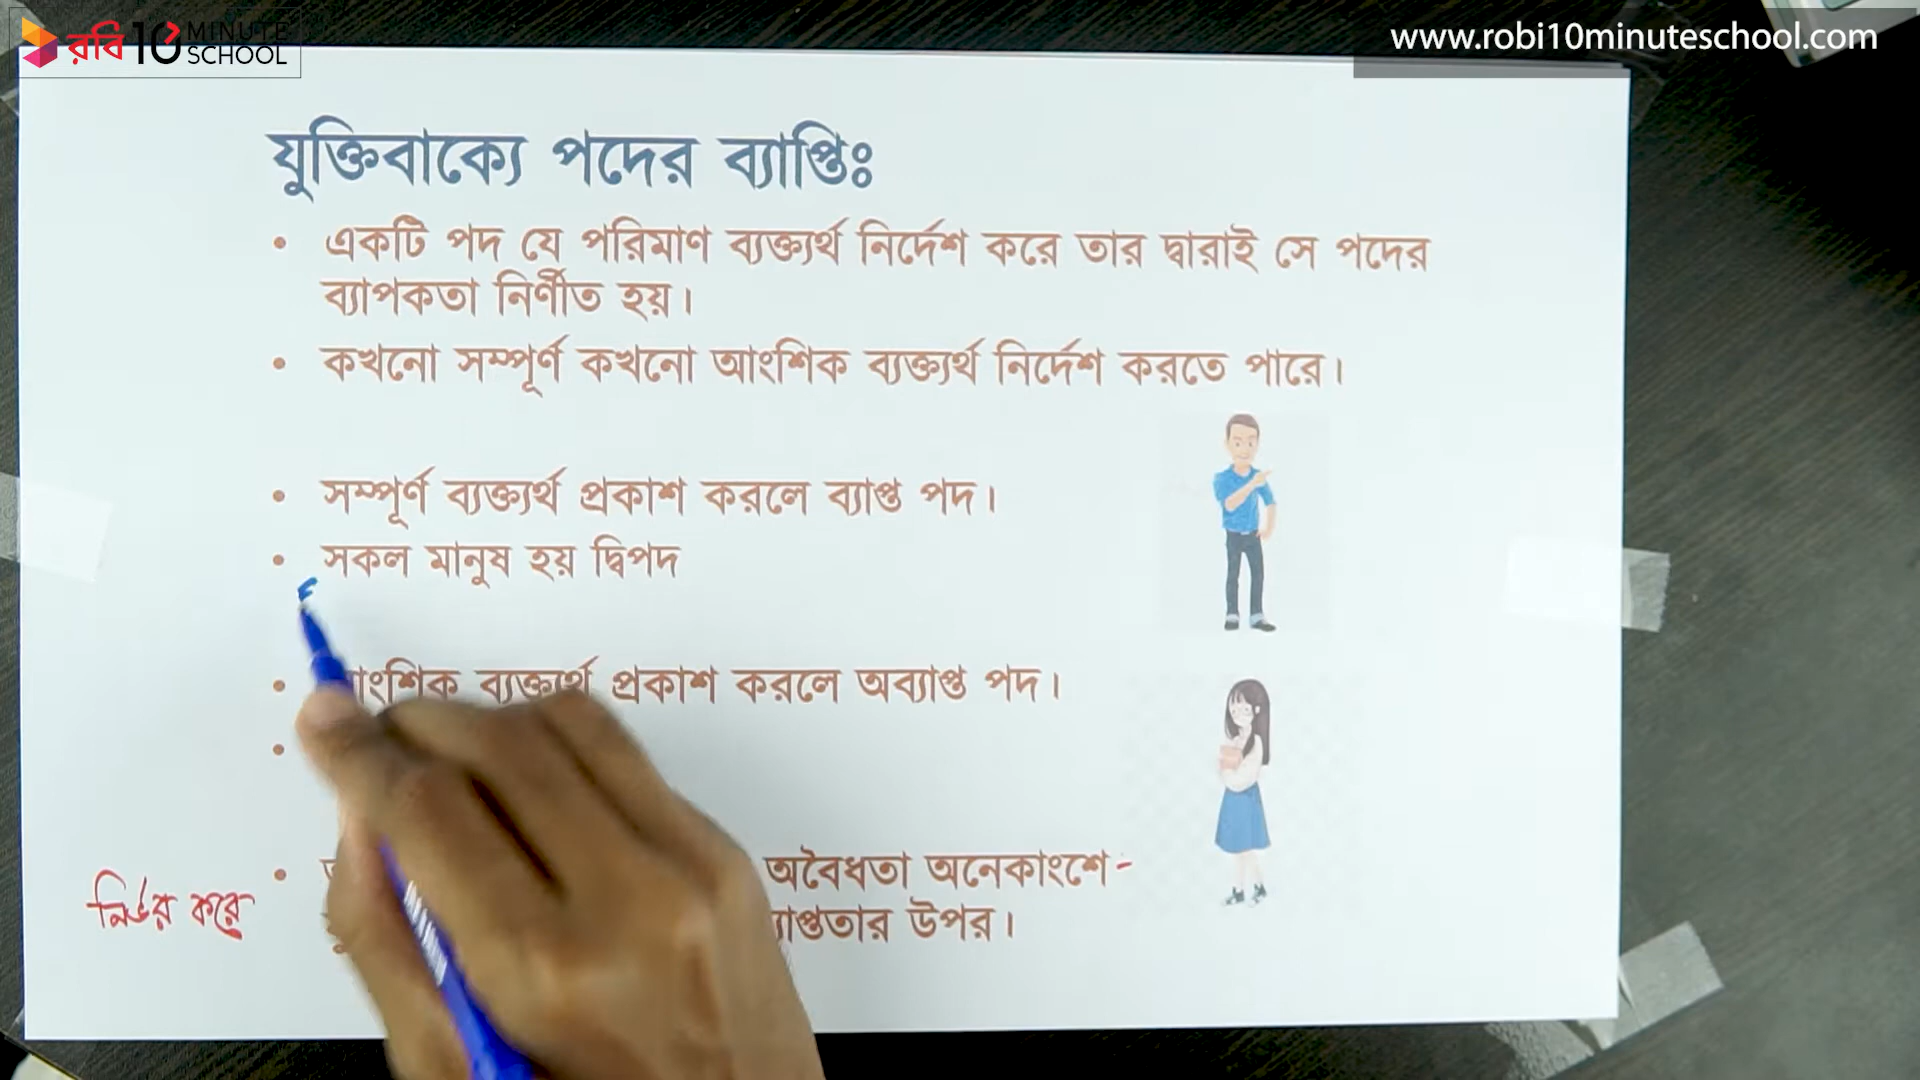 রবি 10 MINUTE SCHOOL
www.robi10minuteschool.com
যুক্তিবাক্যে পদের ব্যাপ্তিঃ
• একটি পদ যে পরিমাণ ব্যক্ত্যর্থ নির্দেশ করে তার দ্বারাই সে পদের
ব্যাপকতা নির্ণীত হয়।
• কখনো সম্পূর্ণ কখনো আংশিক ব্যক্ত্যর্থ নির্দেশ করতে পারে।
• সম্পূর্ণ ব্যক্ত্যর্থ প্রকাশ করলে ব্যাপ্ত পদ।
• সকল মানুষ হয় দ্বিপদ
• ব্যক্ত্যর্থ প্রকাশ করলে অব্যাপ্ত পদ।
•
• অবৈধতা অনেকাংশে -
নির্ভর করে উপর।